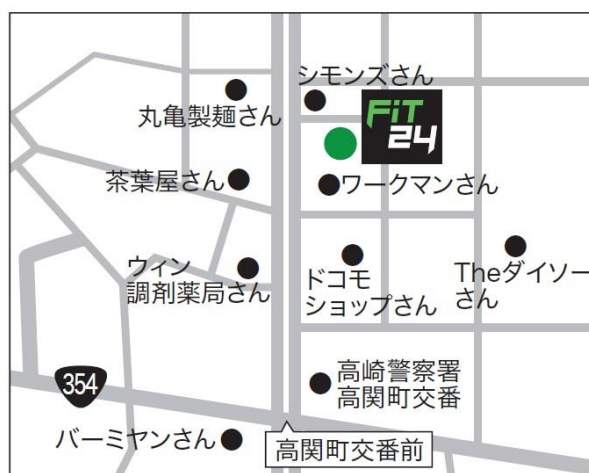 シモンズさん
丸亀製麺さん
FiT
24
茶葉屋さん
ワークマンさん
ウィン
調剤薬局さん
ドコモ
ショップさん
Theダイソー
さん
354
高崎警察署
高関町交番
バーミヤンさん
高関町交番前